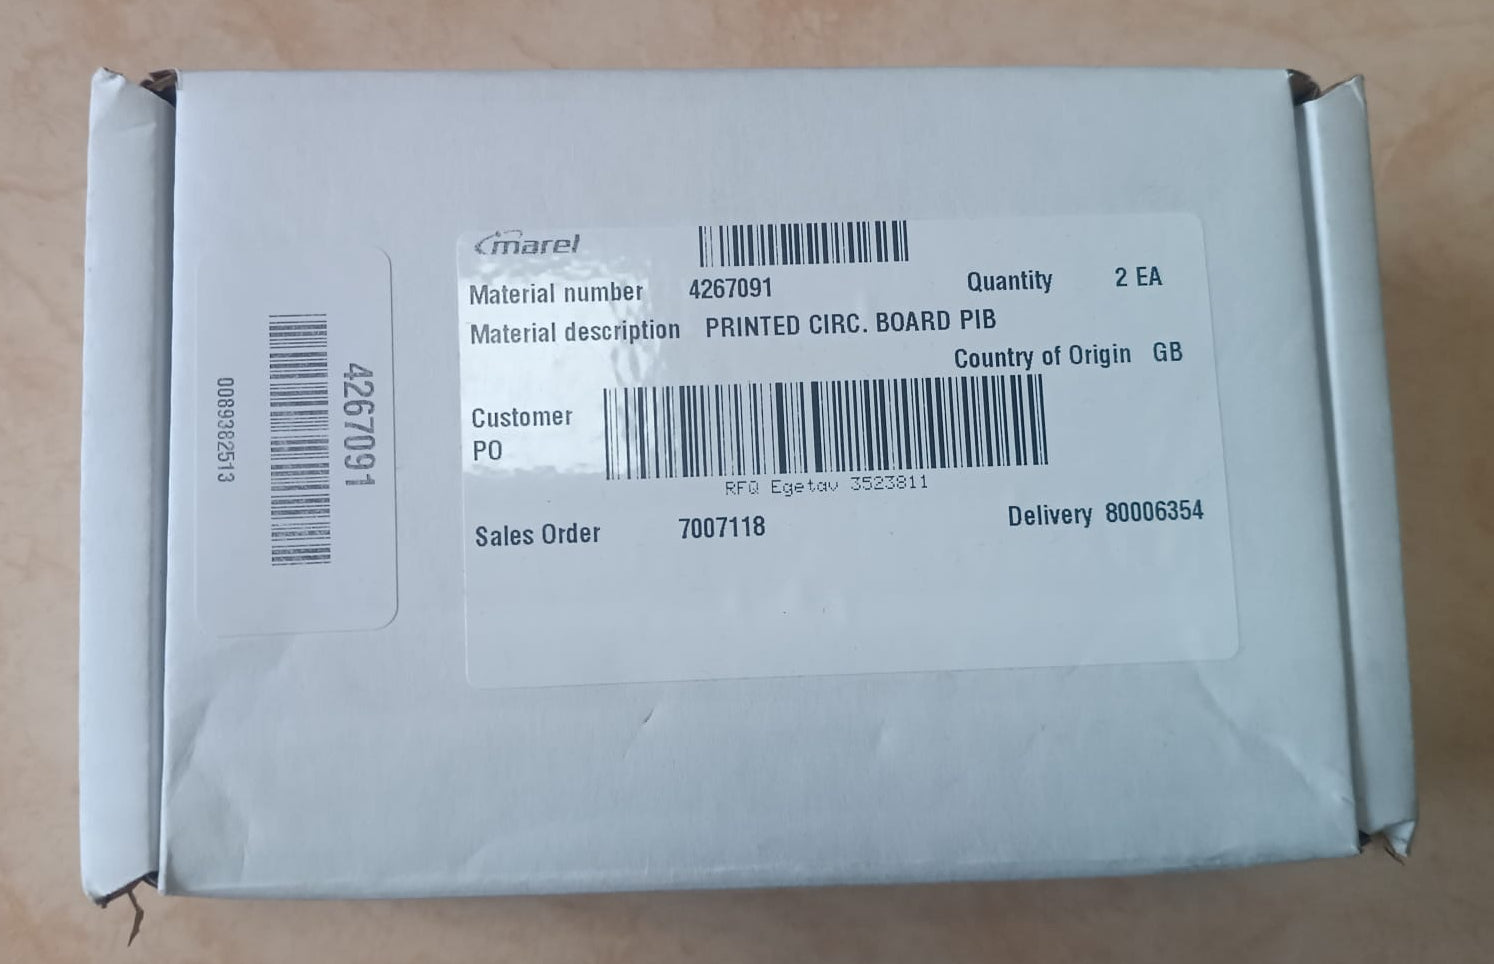 marel
Material number 4267091 Quantity 2 EA
Material description PRINTED CIRC. BOARD PIB
Country of Origin GB
Customer
PO
RFQ Egetav 3523811
Sales Order 7007118 Delivery 80006354
4267091
0089382513